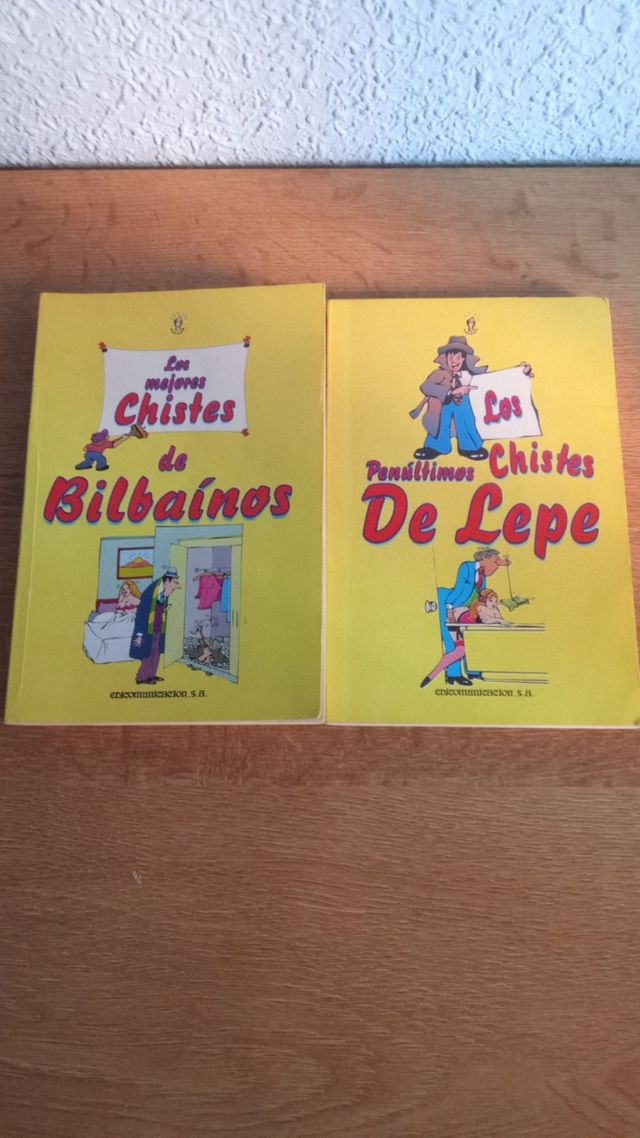 Los
mejores
Chistes
de
Bilbaínos
EDICOMUNICACION, S.A.
Los
Penúltimos Chistes
De Lepe
EDICOMUNICACION, S.A.